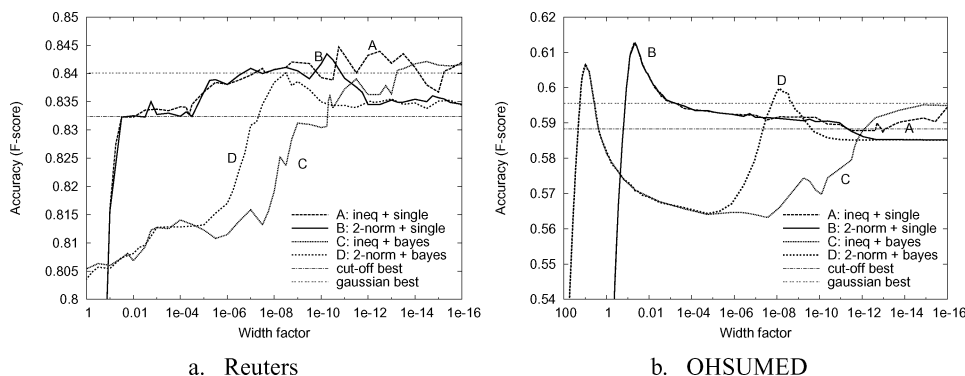 0.85
0.845
0.84
0.835
0.83
0.825
0.82
0.815
0.81
0.805
0.8
Accuracy (F-score)
A
B
C
D
A: ineq + single
B: 2-norm + single
C: ineq + bayes
D: 2-norm + bayes
cut-off best
gaussian best
1 0.01 1e-04 1e-06 1e-08 1e-10 1e-12 1e-14 1e-16
Width factor
a. Reuters
0.62
0.61
0.6
0.59
0.58
0.57
0.56
0.55
0.54
Accuracy (F-score)
B
D
A
C
A: ineq + single
B: 2-norm + single
C: ineq + bayes
D: 2-norm + bayes
cut-off best
gaussian best
100 1 0.01 1e-04 1e-06 1e-08 1e-10 1e-12 1e-14 1e-16
Width factor
b. OHSUMED